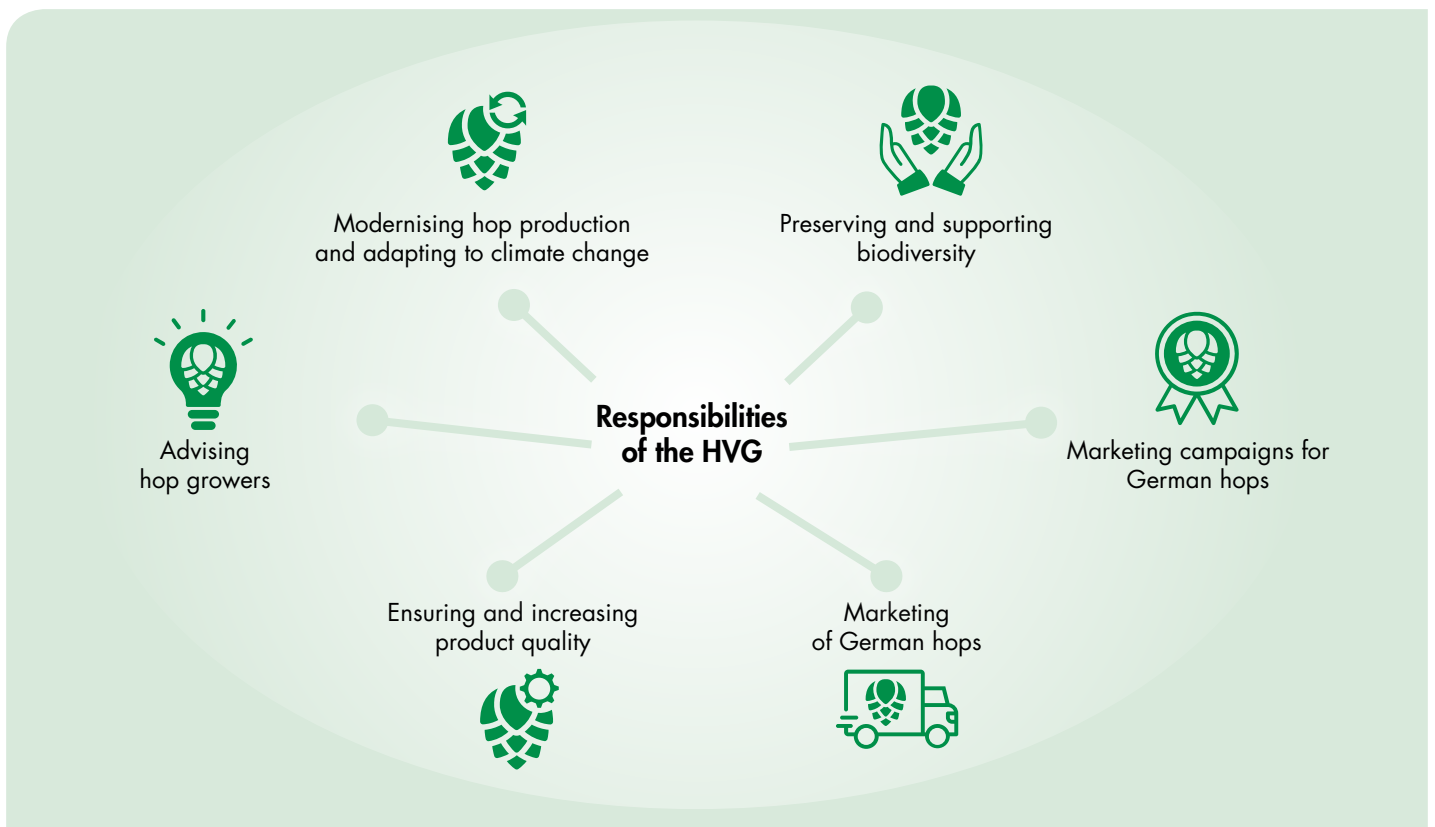 Modernising hop production
and adapting to climate change
Preserving and supporting
biodiversity
Advising
hop growers
Responsibilities
of the HVG
Marketing campaigns for
German hops
Ensuring and increasing
product quality
Marketing
of German hops